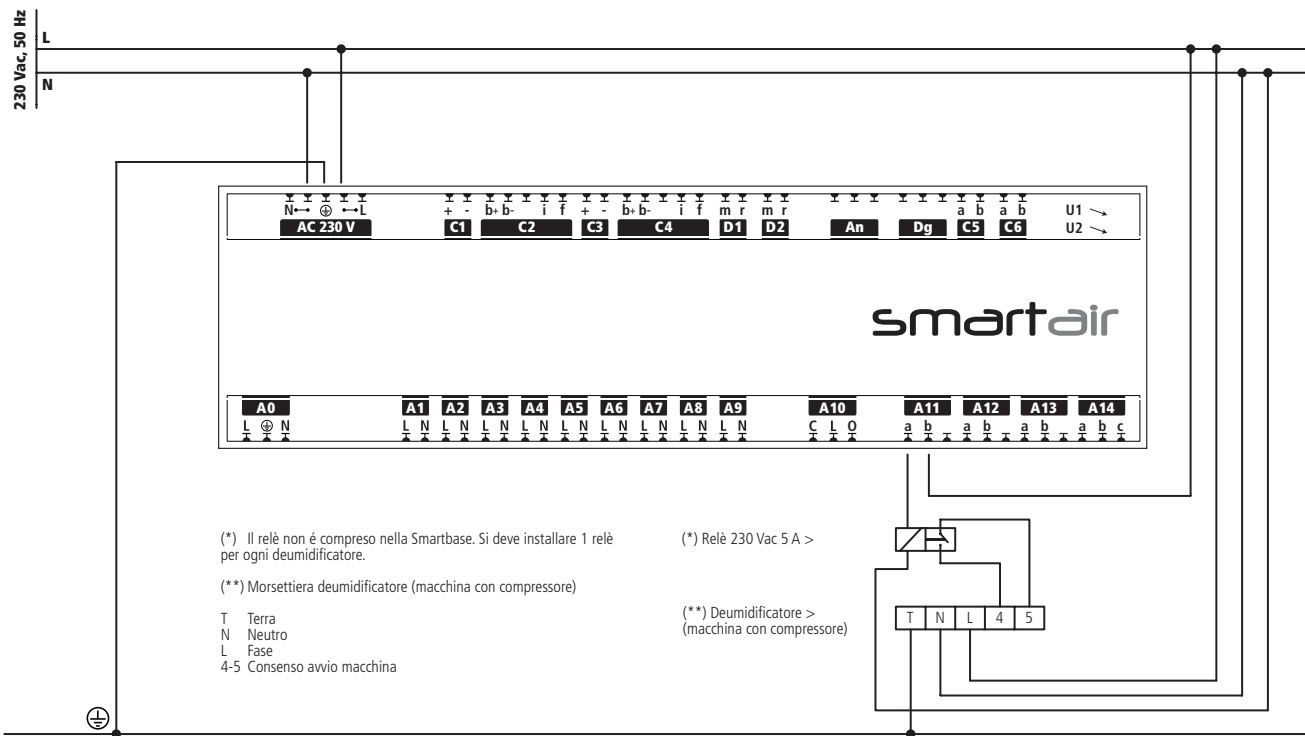 230 Vac, 50 Hz
L
N
N L
+ - b+ b- i f + - b+ b- i f m r m r a b a b U1
AC 230 V C1 C2 C3 C4 D1 D2 An Dg C5 C6 U2
smartair
A0 A1 A2 A3 A4 A5 A6 A7 A8 A9 A10 A11 A12 A13 A14
L N L N L N L N L N L N L N L N L N L N C L O a b a b a b a b c
(*) Il relè non é compreso nella Smartbase. Si deve installare 1 relè
per ogni deumidificatore.
(**) Morsettiera deumidificatore (macchina con compressore)
T Terra
N Neutro
L Fase
4-5 Consenso avvio macchina
(*) Relè 230 Vac 5 A >
(**) Deumidificatore >
(macchina con compressore)
T N L 4 5